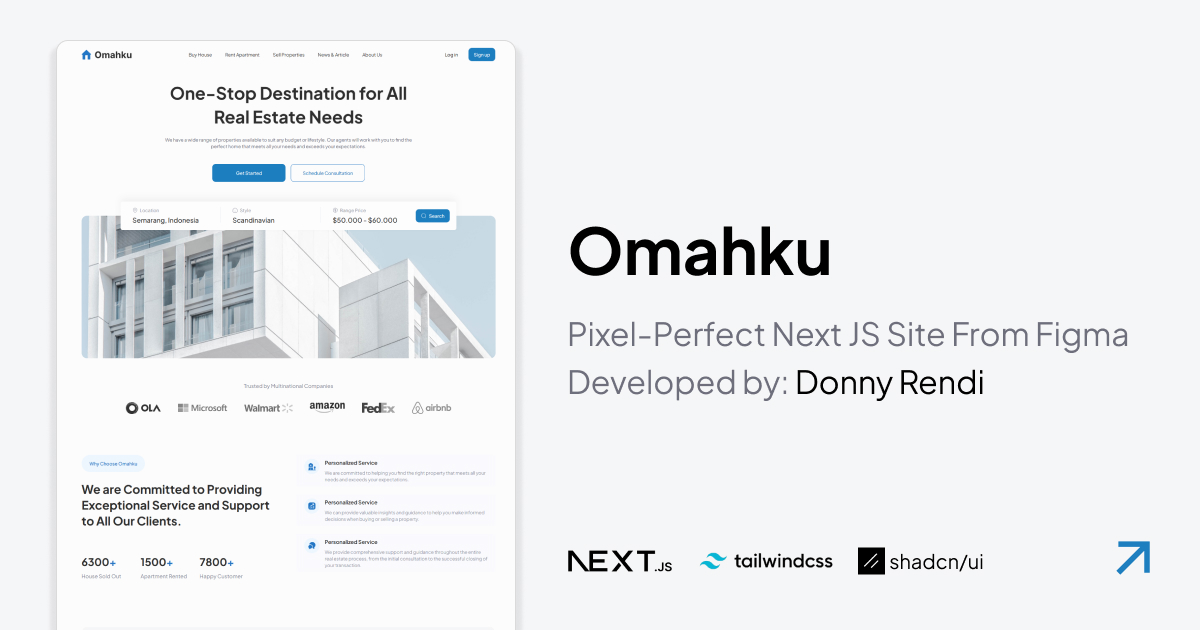 Omahku
Buy House
Rent Apartment
Sell Properties
News & Article
About Us
Log in
Sign up
One-Stop Destination for All
Real Estate Needs
We have a wide range of properties available to suit any budget or lifestyle. Our agents will work with you to find the
perfect home that meets all your needs and exceeds your expectations.
Get Started
Schedule Consultation
Location
Semarang, Indonesia
Style
Scandinavian
Range Price
$50.000 - $60.000
Search
Trusted by Multinational Companies
OLA
Microsoft
Walmart
amazon
FedEx
airbnb
Why Choose Omahku
We are Committed to Providing
Exceptional Service and Support
to All Our Clients.
6300+
House Sold Out
1500+
Apartment Rented
7800+
Happy Customer
Personalized Service
We are committed to helping you find the right property that meets all your
needs and exceeds your expectations.
Personalized Service
We can provide valuable insights and guidance to help you make informed
decisions when buying or selling a property.
Personalized Service
We provide comprehensive support and guidance throughout the entire
real estate process, from the initial consultation to the successful closing of
your transaction.
Omahku
Pixel-Perfect Next JS Site From Figma
Developed by: Donny Rendi
NEXT.JS
tailwindcss
shadcn/ui